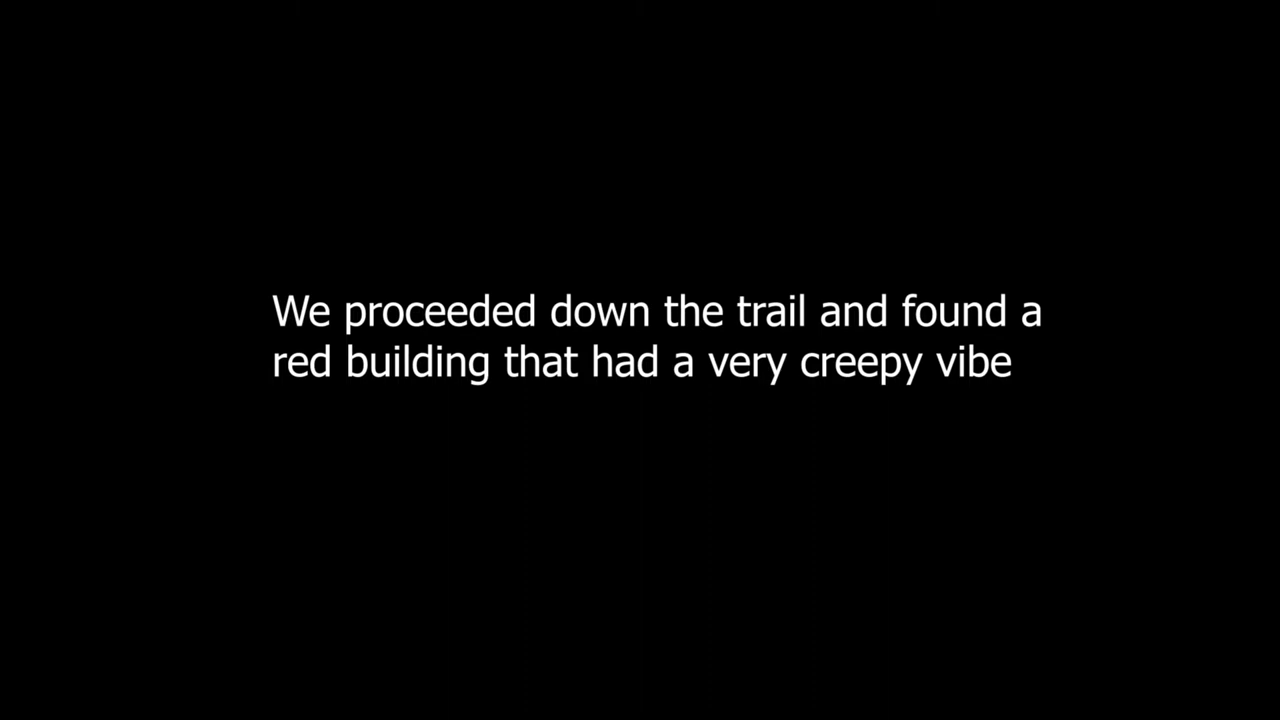 We proceeded down the trail and found a
red building that had a very creepy vibe